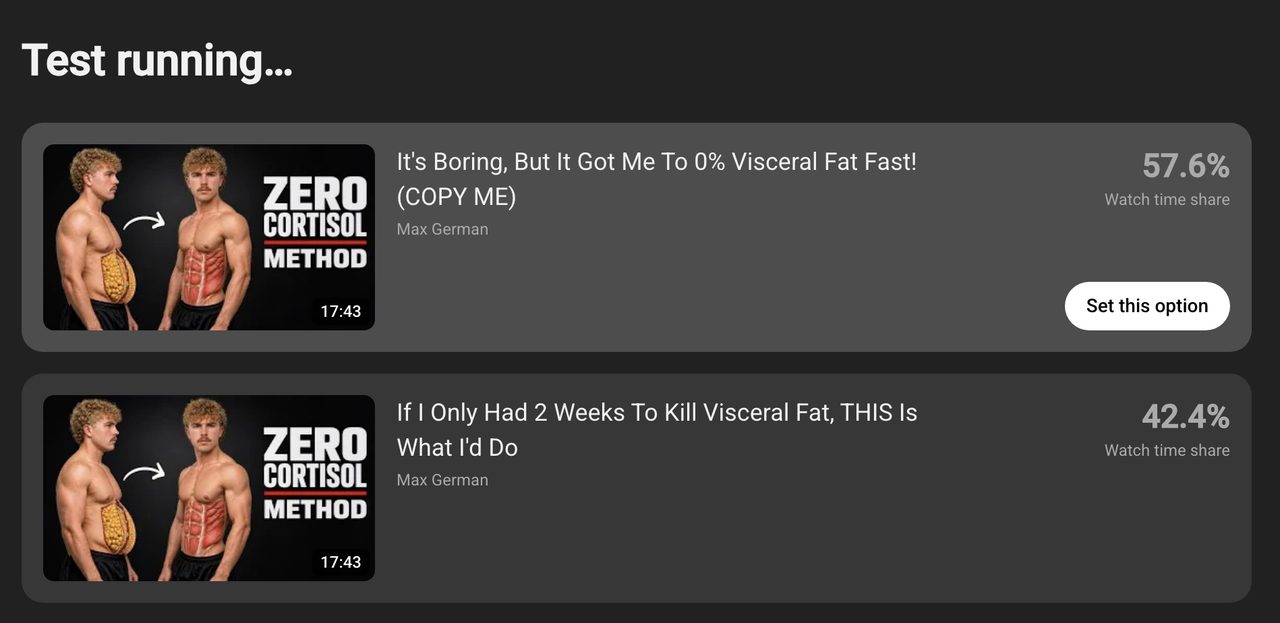 Test running...
ZERO
CORTISOL
METHOD
17:43
It's Boring, But It Got Me To 0% Visceral Fat Fast!
(COPY ME)
Max German
57.6%
Watch time share
Set this option
ZERO
CORTISOL
METHOD
17:43
If I Only Had 2 Weeks To Kill Visceral Fat, THIS Is
What I'd Do
Max German
42.4%
Watch time share